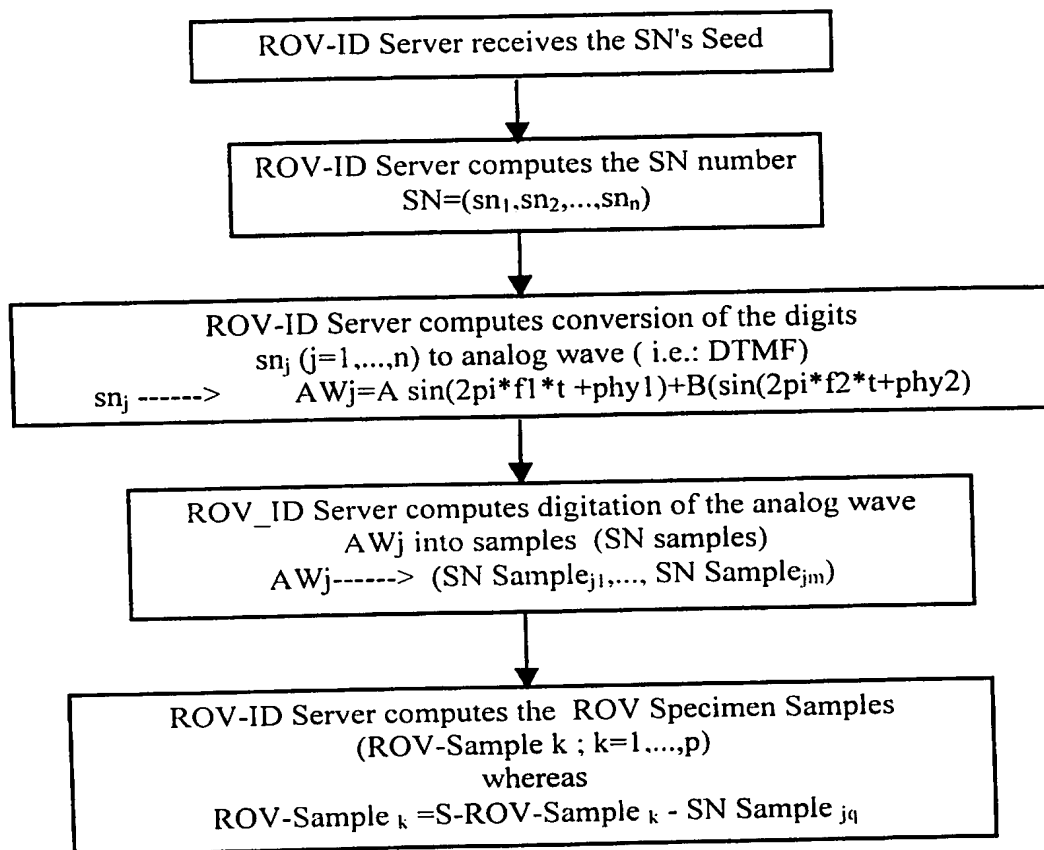 ROV-ID Server receives the SN's Seed
ROV-ID Server computes the SN number
SN=(sn₁,sn₂,...,snₙ)
ROV-ID Server computes conversion of the digits
snⱼ (j=1,...,n) to analog wave ( i.e.: DTMF)
snⱼ ------> AWj=A sin(2pi*f1*t +phy1)+B(sin(2pi*f2*t+phy2)
ROV_ID Server computes digitation of the analog wave
AWj into samples (SN samples)
AWj------> (SN Sample j1,..., SN Sample jm)
ROV-ID Server computes the ROV Specimen Samples
(ROV-Sample k ; k=1,...,p)
whereas
ROV-Sample k =S-ROV-Sample k - SN Sample jq